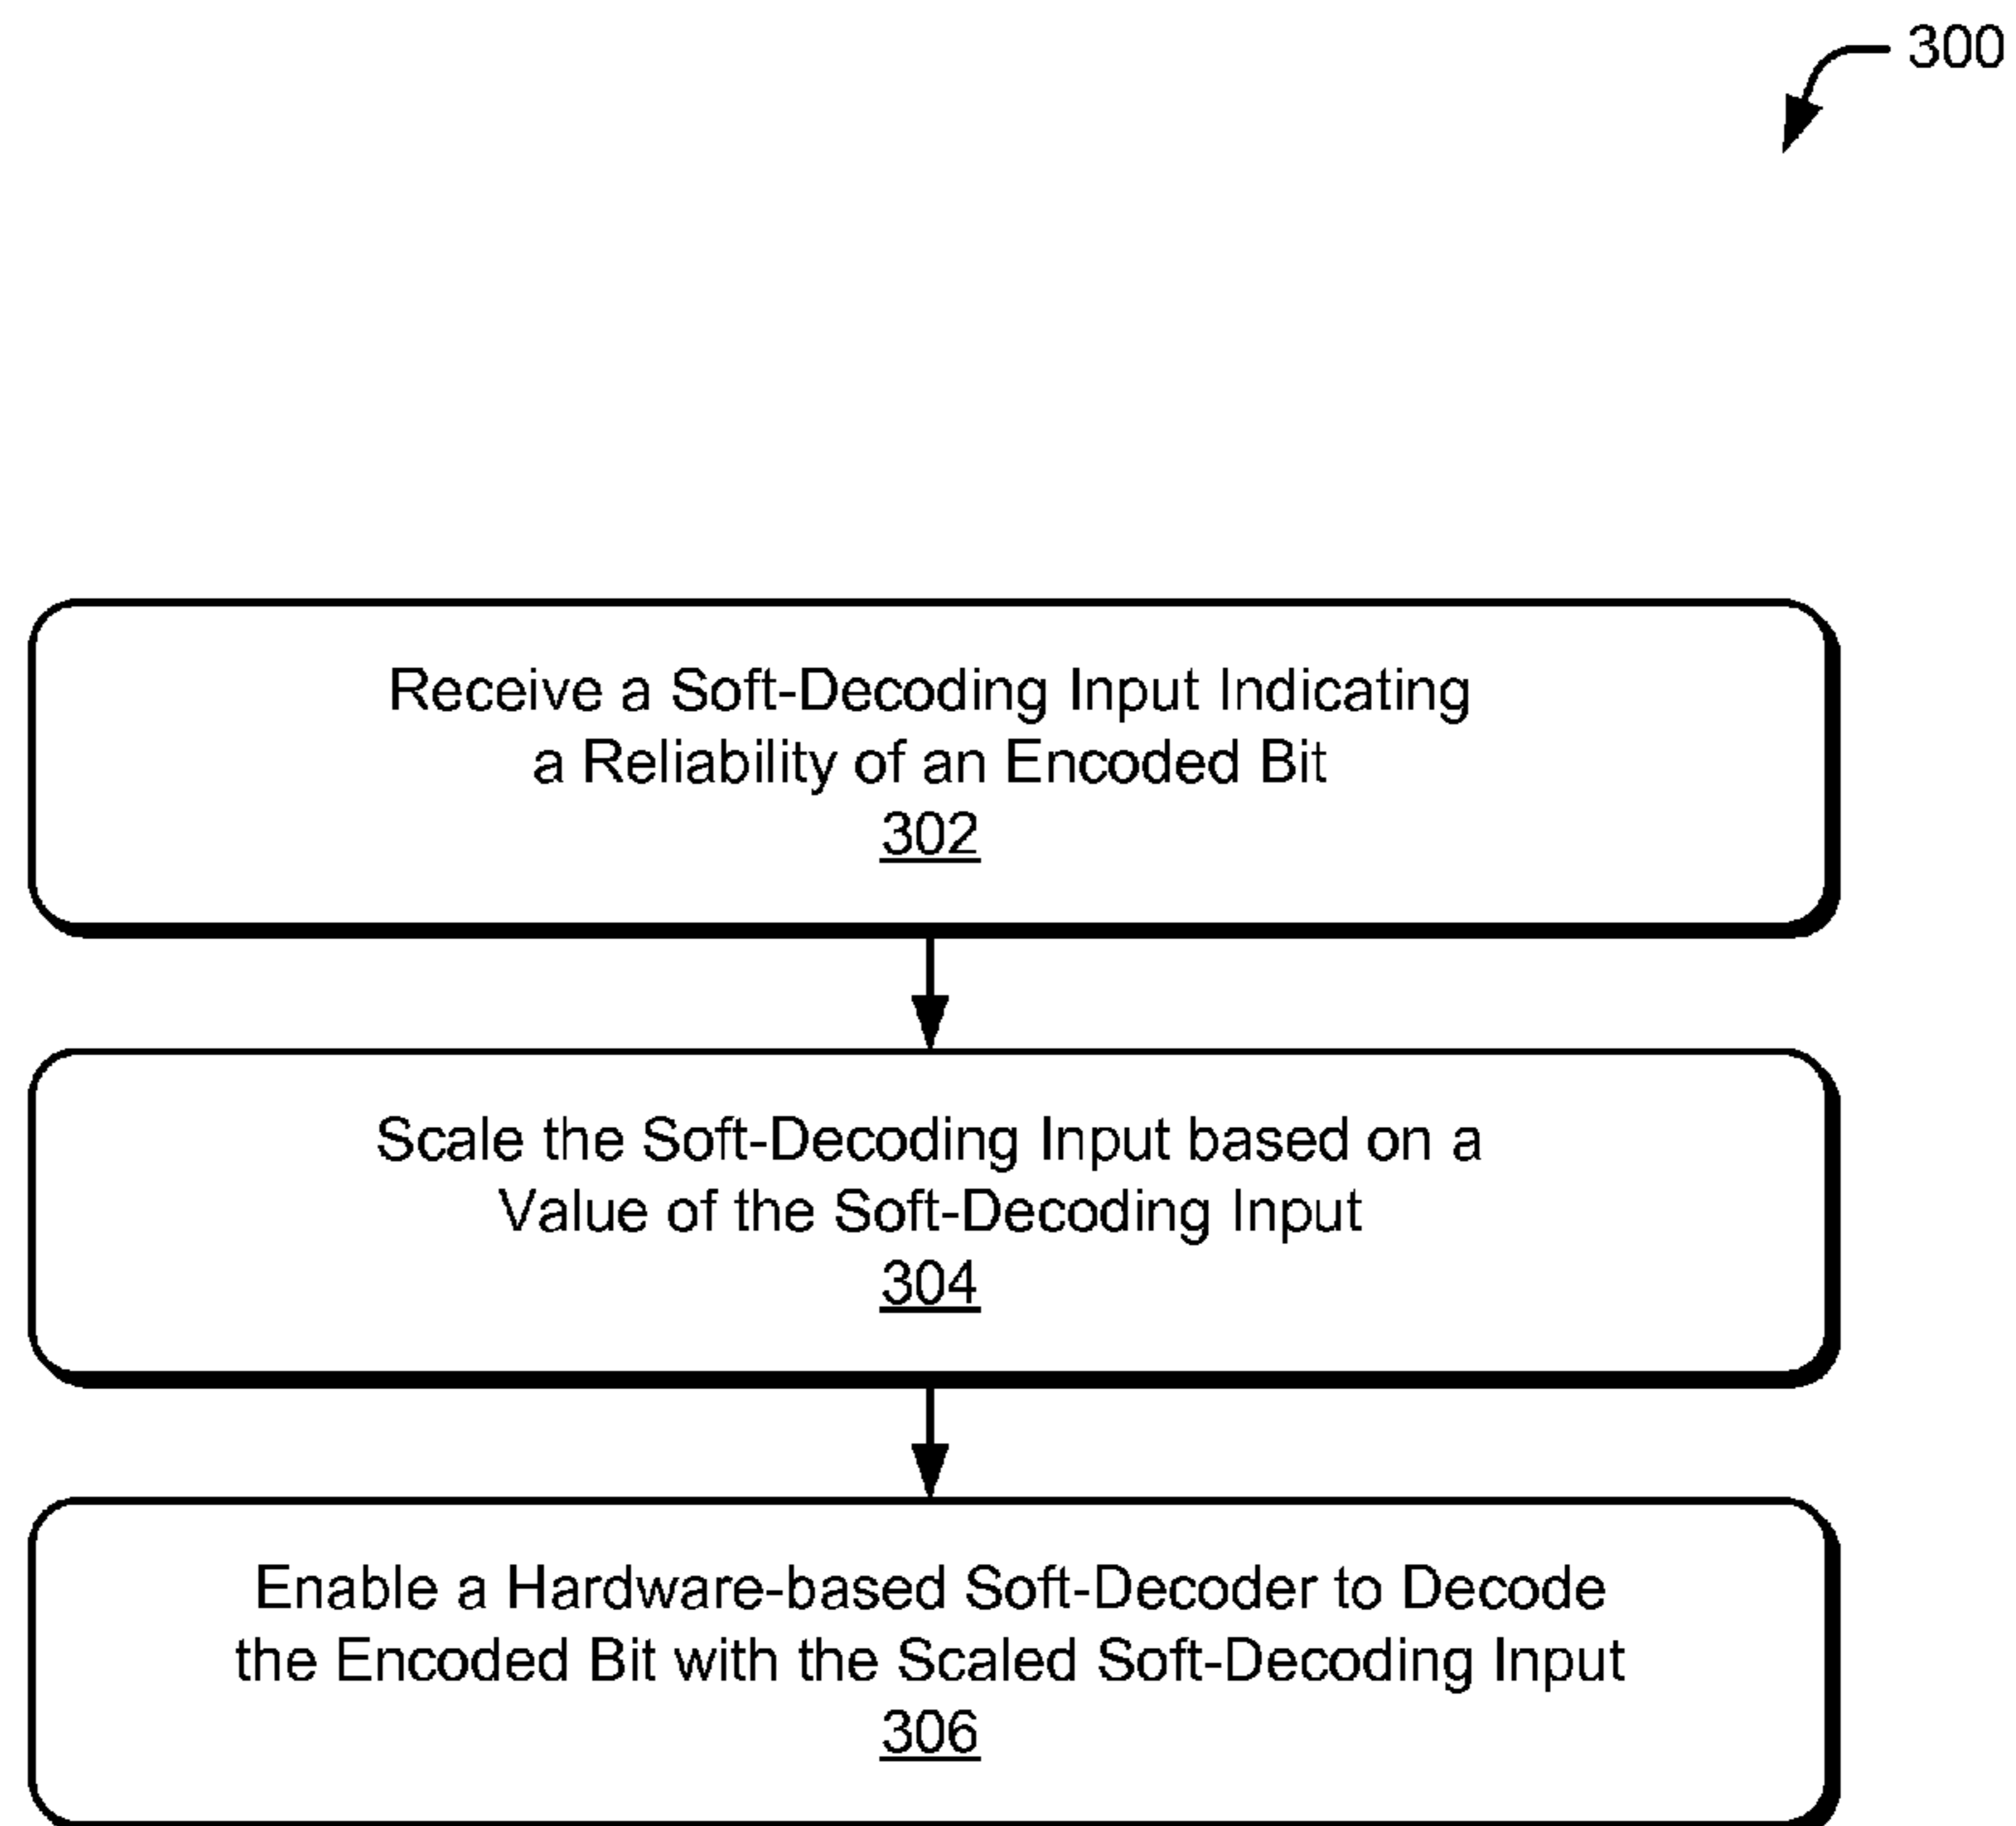 300
Receive a Soft-Decoding Input Indicating
a Reliability of an Encoded Bit
302
Scale the Soft-Decoding Input based on a
Value of the Soft-Decoding Input
304
Enable a Hardware-based Soft-Decoder to Decode
the Encoded Bit with the Scaled Soft-Decoding Input
306